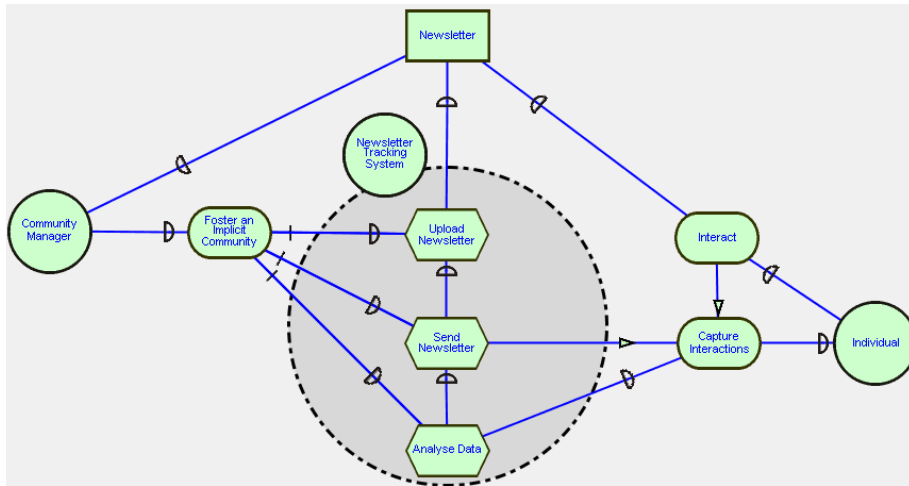 Newsletter
Newsletter
Tracking
System
Community
Manager
Foster an
Implicit
Community
Upload
Newsletter
Interact
Send
Newsletter
Capture
Interactions
Individual
Analyse Data